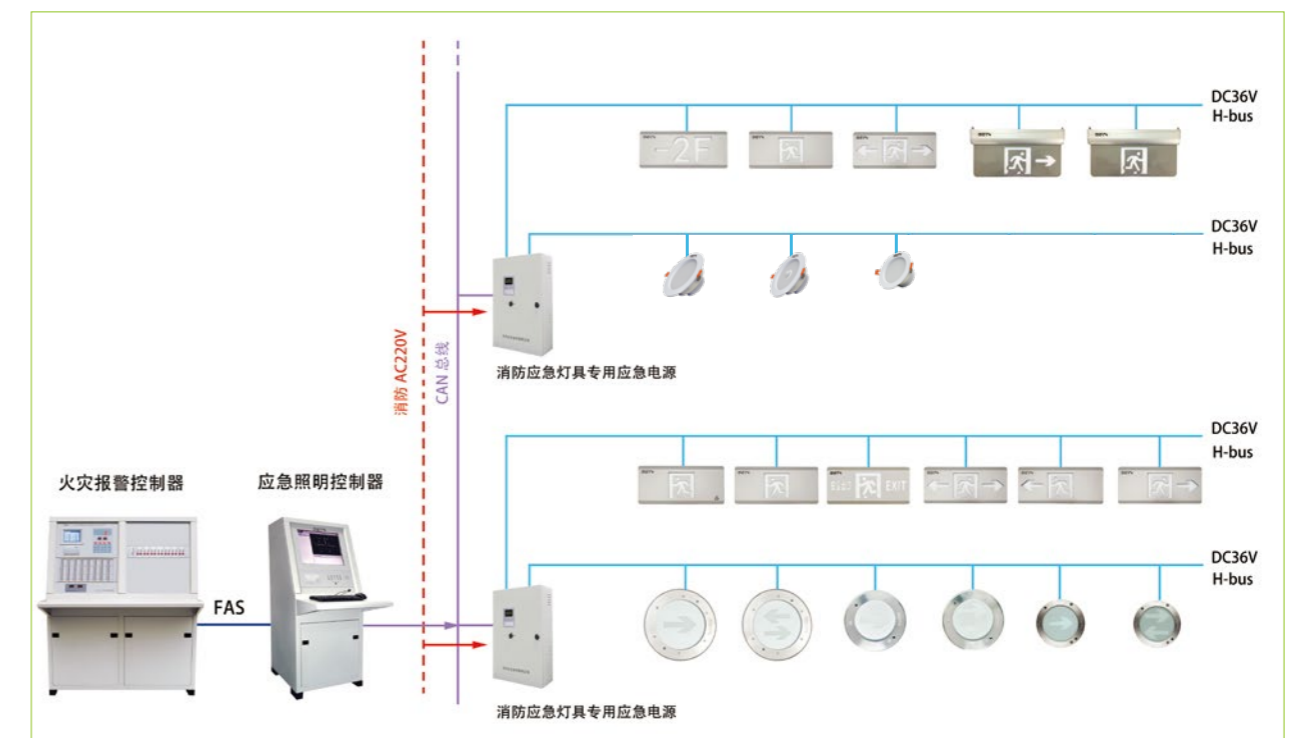 DC36V
H-bus
-2F
DC36V
H-bus
消防 AC220V
CAN 总线
消防应急灯具专用应急电源
DC36V
H-bus
EXIT
火灾报警控制器
应急照明控制器
DC36V
H-bus
FAS
消防应急灯具专用应急电源